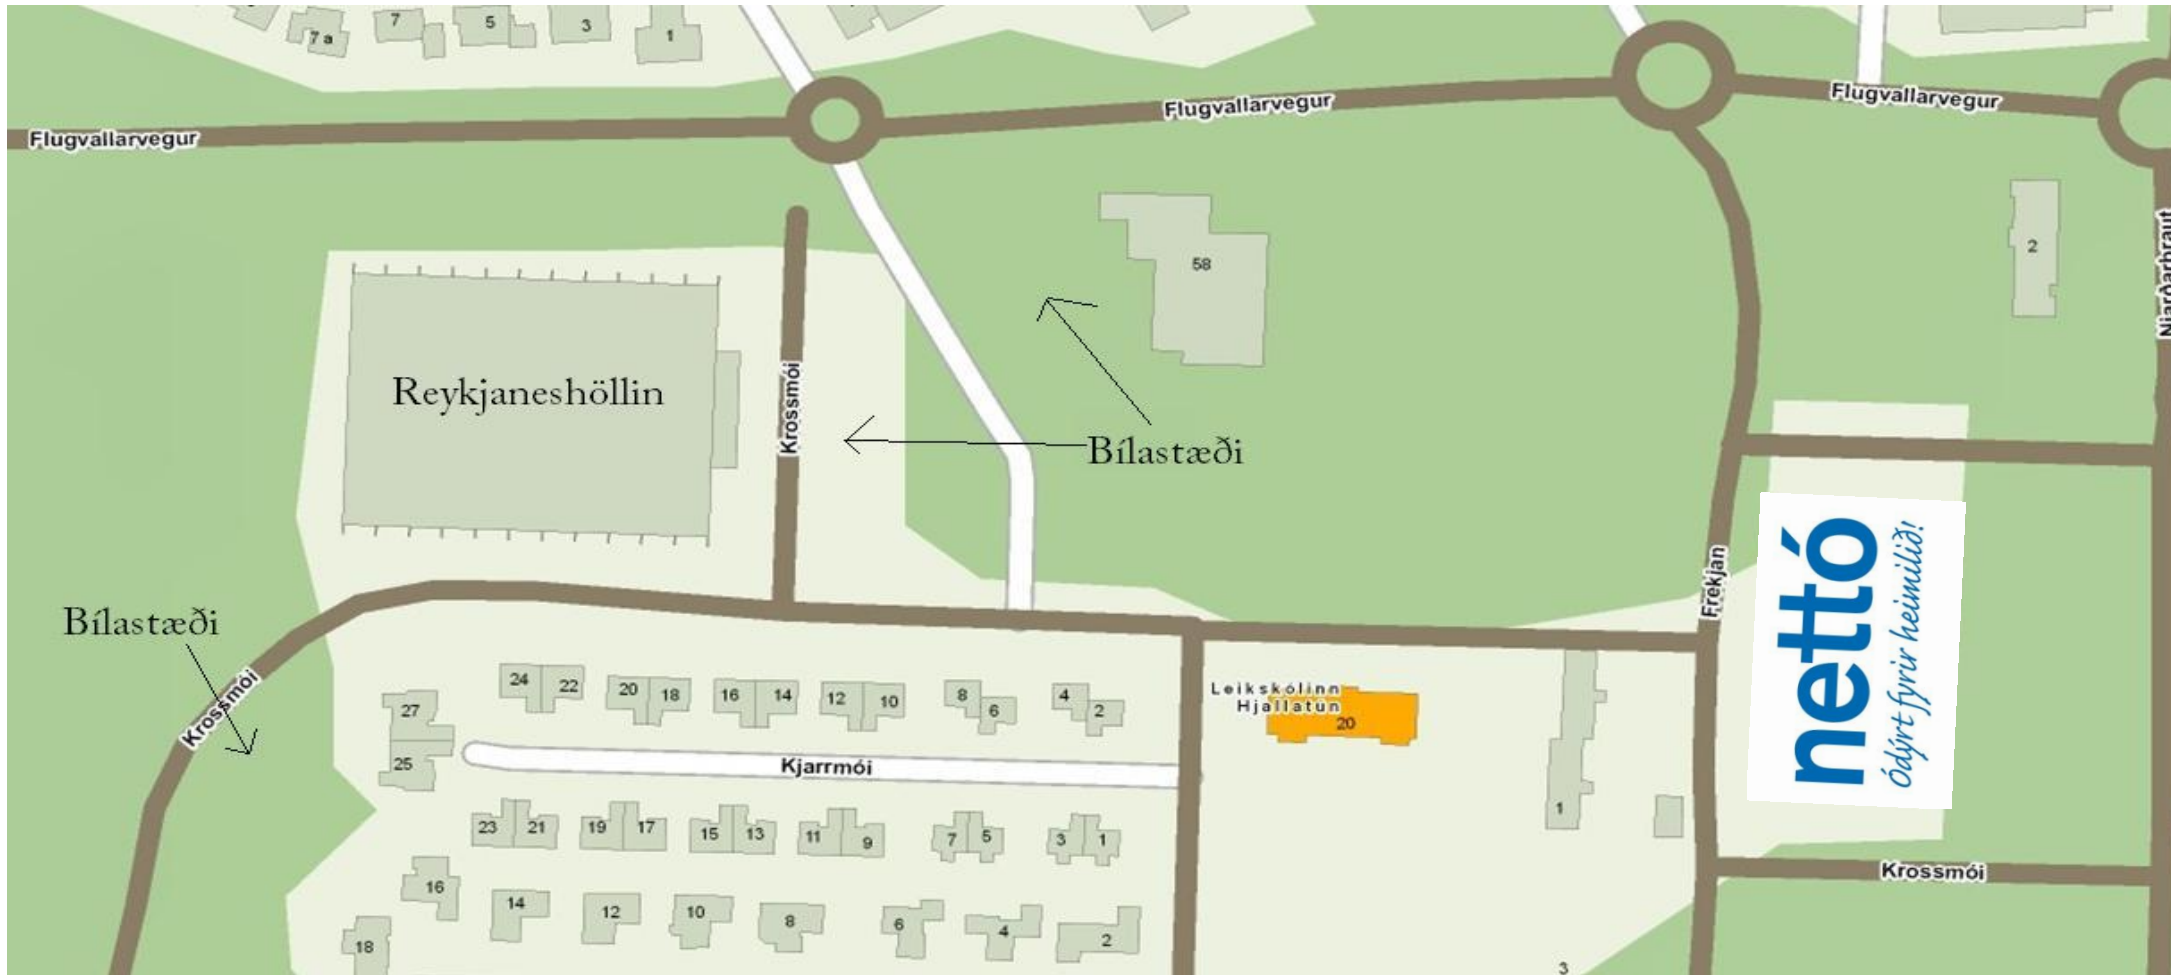 7 a
7
5
3
1
Flugvallarvegur
Flugvallarvegur
Flugvallarvegur
58
2
Njarðarbraut
Reykjaneshöllin
Krossmói
Bílastæði
Bílastæði
Krossmói
Frekjan
nettó
Ódýrt fyrir heimilið!
24
22
20
18
16
14
12
10
8
6
4
2
Leikskólinn
Hjallatún
20
27
25
Kjarrmói
1
23
21
19
17
15
13
11
9
7
5
3
1
Krossmói
16
14
12
10
8
6
4
2
18
3